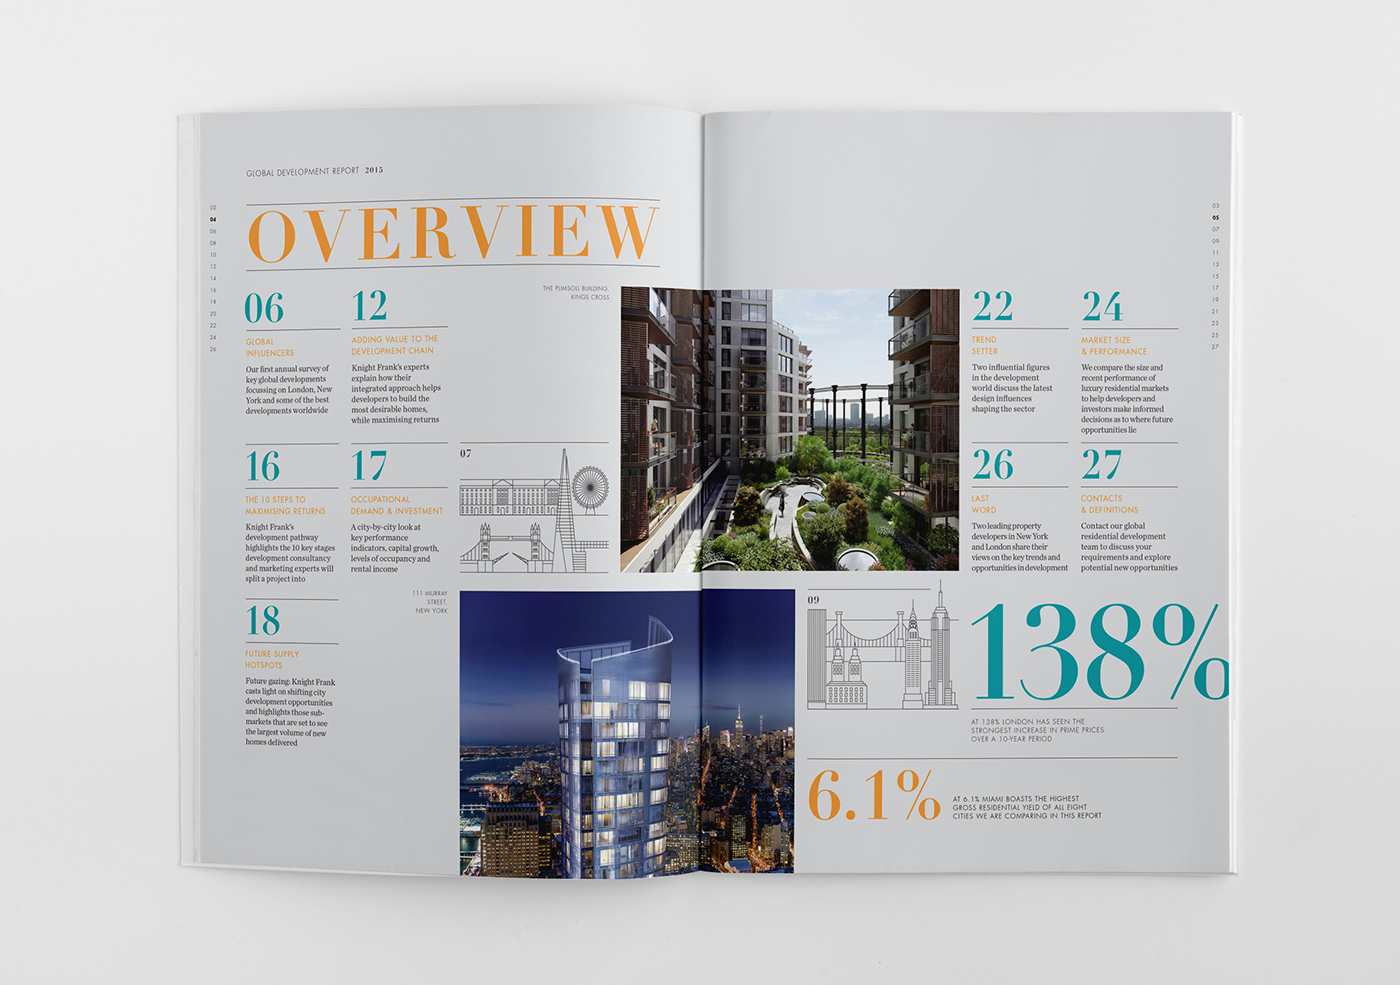 GLOBAL DEVELOPMENT REPORT 2015
02
04
06
08
10
12
14
16
18
20
22
24
26
OVERVIEW
06
GLOBAL
INFLUENCERS
Our first annual survey of
key global developments
focussing on London, New
York and some of the best
developments worldwide
12
ADDING VALUE TO THE
DEVELOPMENT CHAIN
Knight Frank's experts
explain how their
integrated approach helps
developers to build the
most desirable homes,
while maximising returns
16
THE 10 STEPS TO
MAXIMISING RETURNS
Knight Frank's
development pathway
highlights the 10 key stages
development consultancy
and marketing experts will
split a project into
17
OCCUPATIONAL
DEMAND & INVESTMENT
A city-by-city look at
key performance
indicators, capital growth,
levels of occupancy and
rental income
18
FUTURE SUPPLY
HOTSPOTS
Future gazing: Knight Frank
casts light on shifting city
development opportunities
and highlights those sub-
markets that are set to see
the largest volume of new
homes delivered
THE PLIMSOLL BUILDING,
KINGS CROSS
07
111 MURRAY
STREET,
NEW YORK
22
TREND
SETTER
Two influential figures
in the development
world discuss the latest
design influences
shaping the sector
24
MARKET SIZE
& PERFORMANCE
We compare the size and
recent performance of
luxury residential markets
to help developers and
investors make informed
decisions as to where future
opportunities lie
26
LAST
WORD
Two leading property
developers in New York
and London share their
views on the key trends and
opportunities in development
27
CONTACTS
& DEFINITIONS
Contact our global
residential development
team to discuss your
requirements and explore
potential new opportunities
09
138%
AT 138% LONDON HAS SEEN THE
STRONGEST INCREASE IN PRIME PRICES
OVER A 10-YEAR PERIOD
6.1%
AT 6.1% MIAMI BOASTS THE HIGHEST
GROSS RESIDENTIAL YIELD OF ALL EIGHT
CITIES WE ARE COMPARING IN THIS REPORT
03
05
07
09
11
13
15
17
19
21
23
25
27